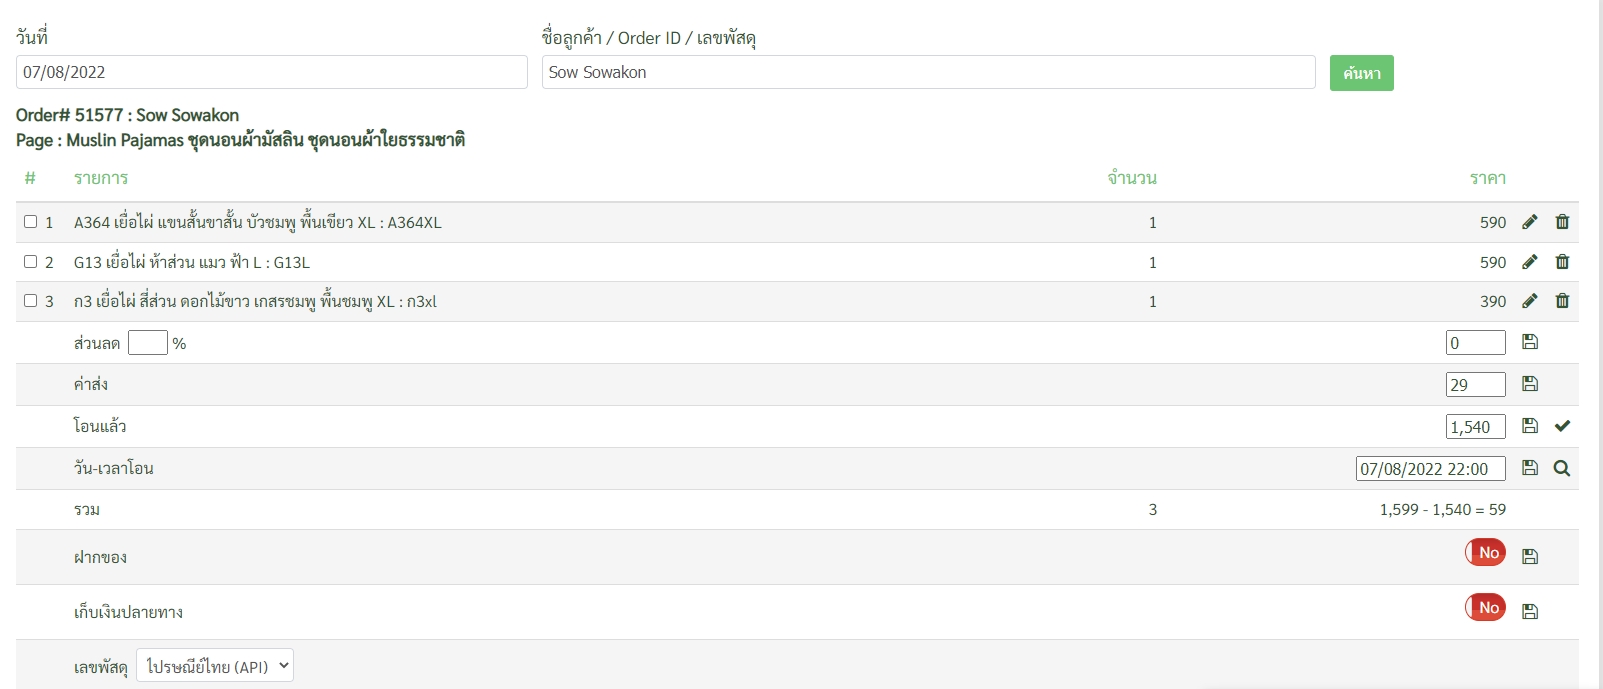 วันที่
ชื่อลูกค้า / Order ID / เลขพัสดุ
07/08/2022
Sow Sowakon
ค้นหา
Order# 51577 : Sow Sowakon
Page : Muslin Pajamas ชุดนอนผ้ามัสลิน ชุดนอนผ้าใยธรรมชาติ
# รายการ จำนวน ราคา
1 A364 เยื่อไผ่ แขนสั้นขาสั้น บัวชมพู พื้นเขียว XL : A364XL 1 590
2 G13 เยื่อไผ่ ห้าส่วน แมว ฟ้า L : G13L 1 590
3 ก3 เยื่อไผ่ สี่ส่วน ดอกไม้ขาว เกสรชมพู พื้นชมพู XL : ก3xl 1 390
ส่วนลด % 0
ค่าส่ง 29
โอนแล้ว 1,540
วัน-เวลาโอน 07/08/2022 22:00
รวม 3 1,599 - 1,540 = 59
ฝากของ No
เก็บเงินปลายทาง No
เลขพัสดุ ไปรษณีย์ไทย (API)